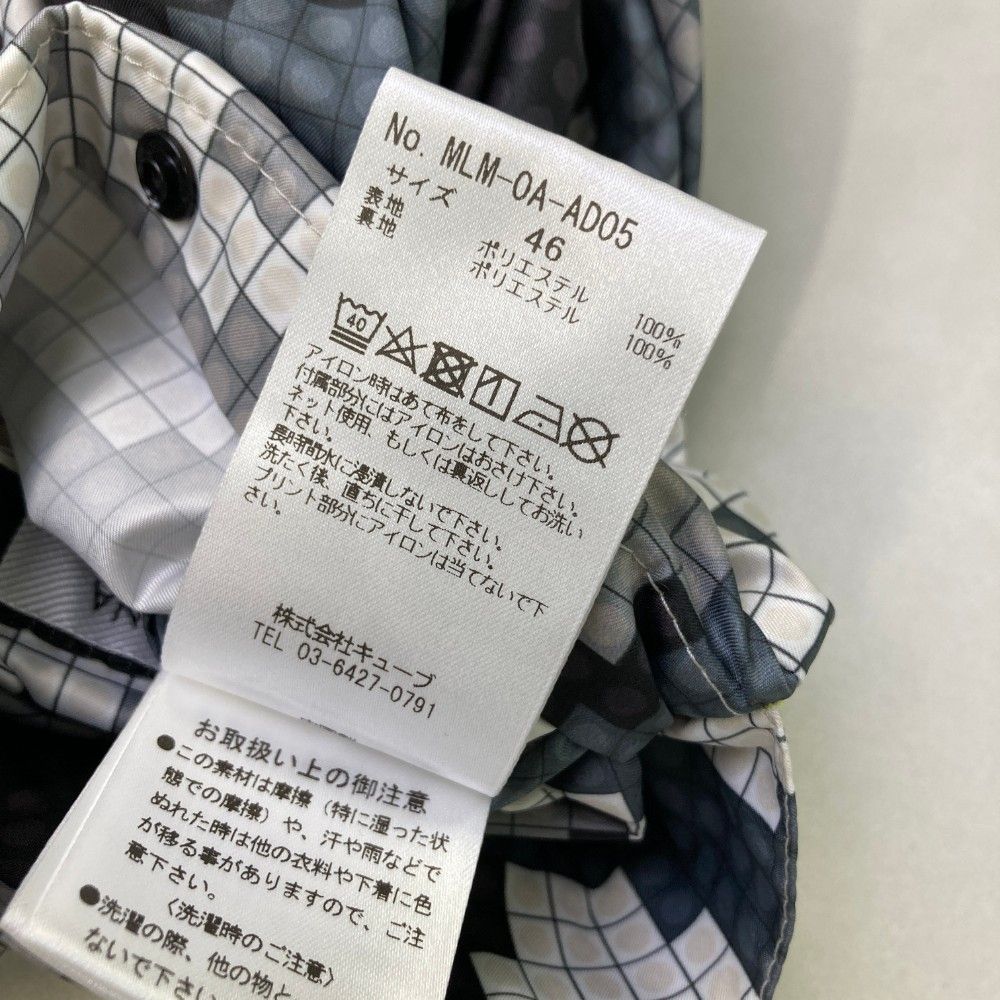 No. MLM-0A-AD05
サイズ 46
表地 ポリエステル 100%
裏地 ポリエステル 100%
40
アイロン時はあて布をして下さい。
付属部分にはアイロンはおさけ下さい。
ネット使用、もしくは裏返ししてお洗い
下さい。
長時間水に浸漬しないで下さい。
洗たく後、直ちに干して下さい。
プリント部分にアイロンは当てないで下
さい。
株式会社キューブ
TEL 03-6427-0791
お取扱い上の御注意
●この素材は摩擦（特に湿った状
態での摩擦）や、汗や雨などで
ぬれた時は他の衣料や下着に色
が移る事がありますので、ご注
意下さい。
〈洗濯時のご注意〉
●洗濯の際、他の物と
ないで下さい